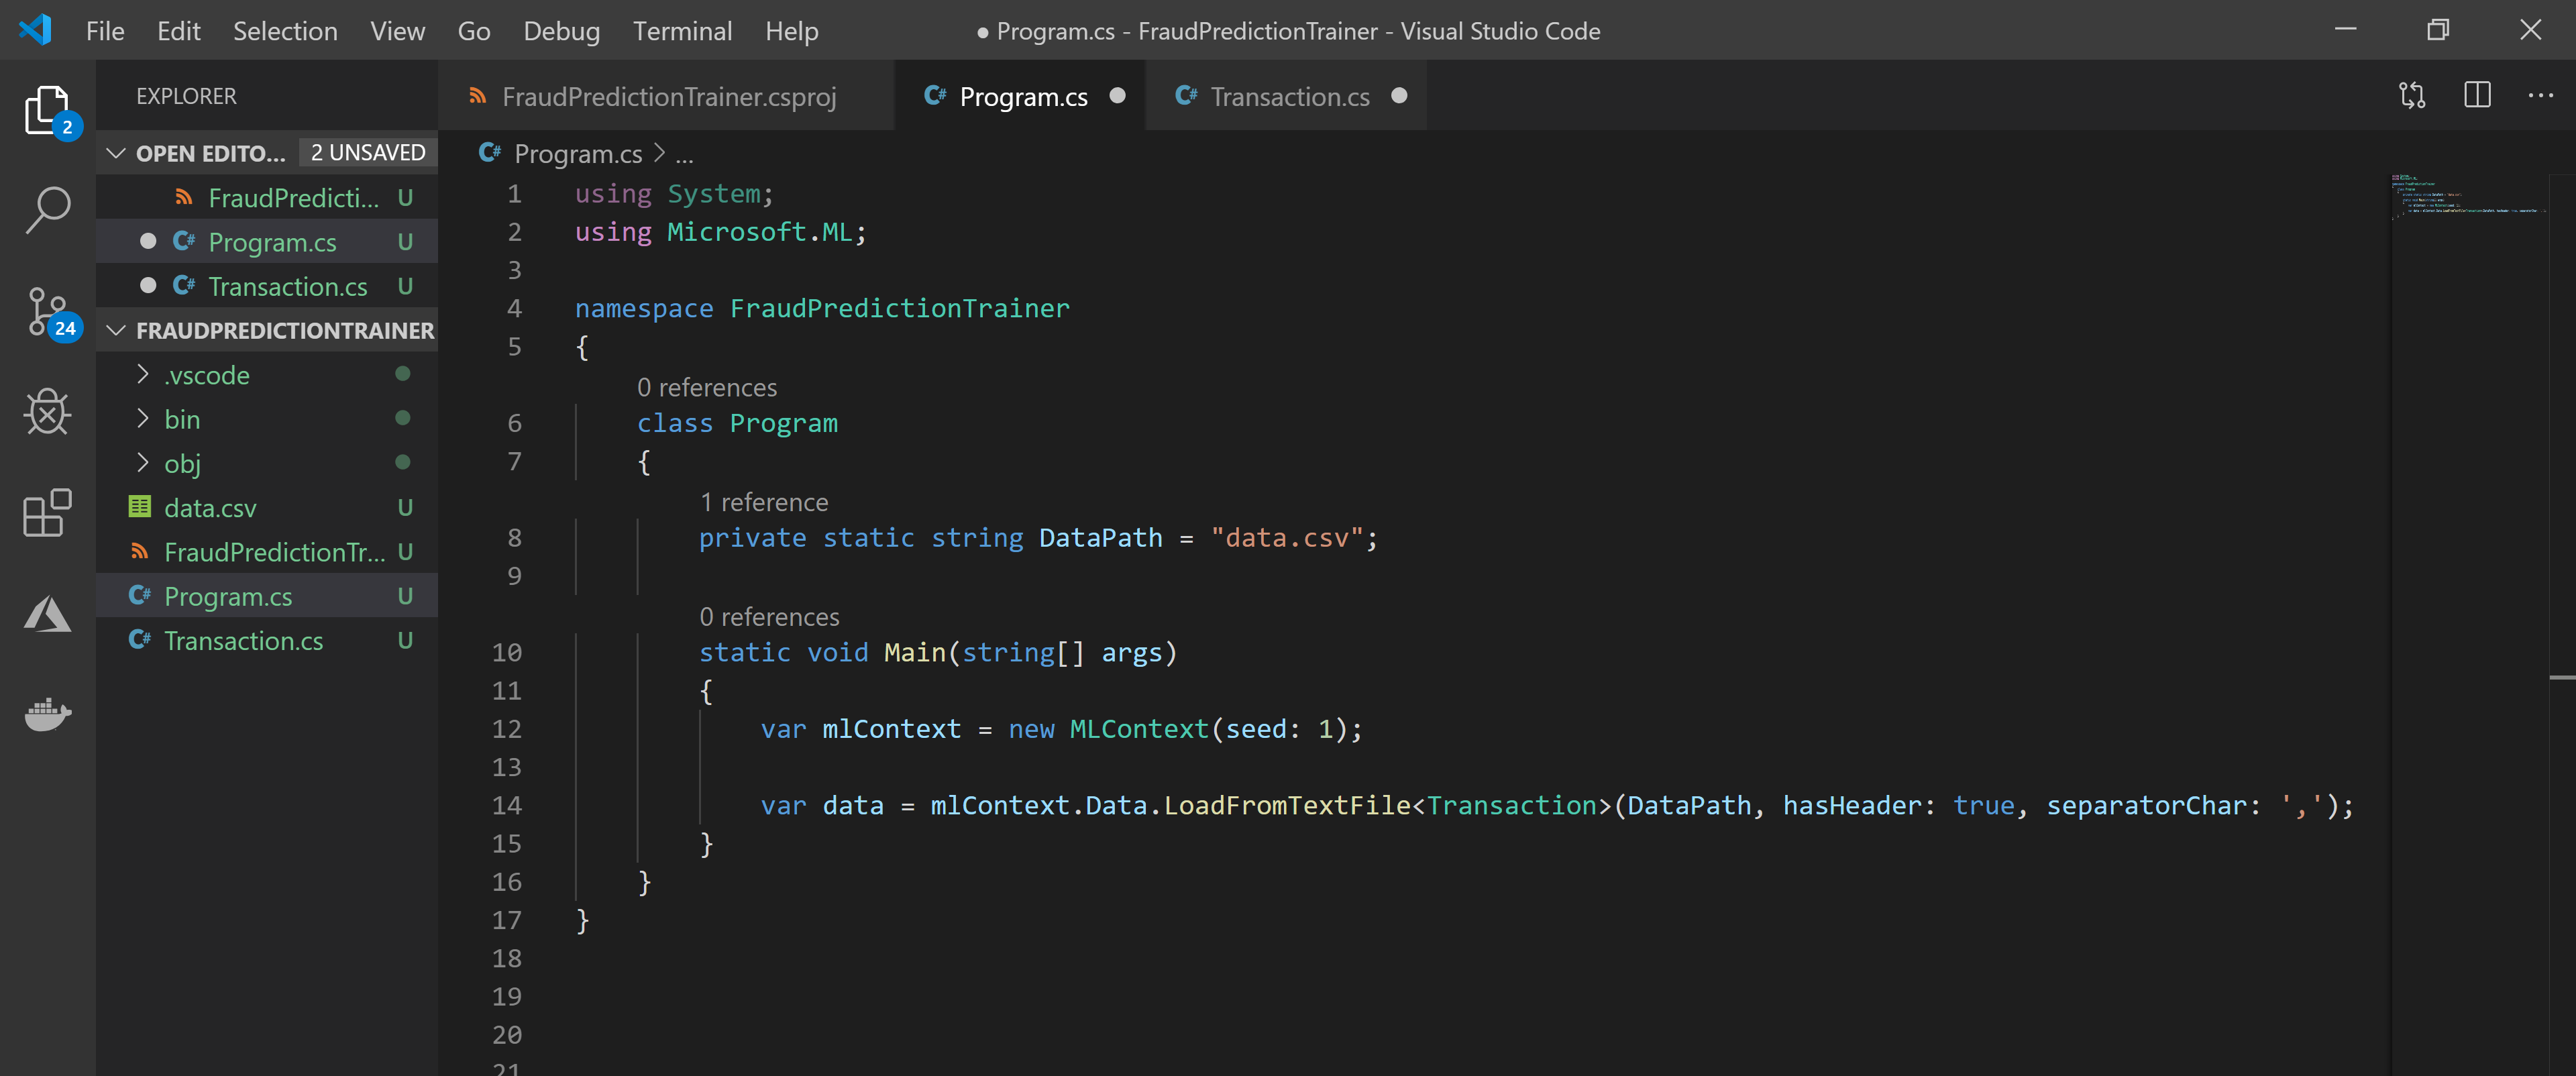 File Edit Selection View Go Debug Terminal Help
● Program.cs - FraudPredictionTrainer - Visual Studio Code
EXPLORER
2
OPEN EDITO... 2 UNSAVED
FraudPredicti... U
Program.cs U
Transaction.cs U
24
FRAUDPREDICTIONTRAINER
.vscode
bin
obj
data.csv U
FraudPredictionTr... U
C# Program.cs U
C# Transaction.cs U
FraudPredictionTrainer.csproj
C# Program.cs
C# Transaction.cs
C# Program.cs > ...
1 using System;
2 using Microsoft.ML;
3
4 namespace FraudPredictionTrainer
5 {
0 references
6 class Program
7 {
1 reference
8 private static string DataPath = "data.csv";
9
0 references
10 static void Main(string[] args)
11 {
12 var mlContext = new MLContext(seed: 1);
13
14 var data = mlContext.Data.LoadFromTextFile<Transaction>(DataPath, hasHeader: true, separatorChar: ',');
15 }
16 }
17 }
18
19
20
21